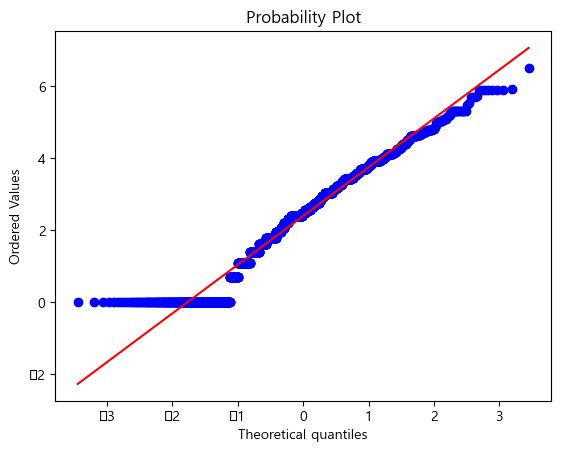 Probability Plot
Ordered Values
6
4
2
0
▯2
▯3 ▯2 ▯1 0 1 2 3
Theoretical quantiles